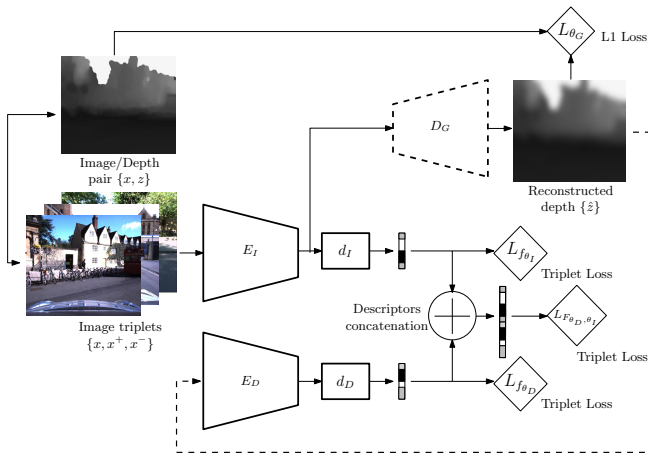 L_{θ_G}
L1 Loss
D_G
Image/Depth
pair {x, z}
Reconstructed
depth {ẑ}
E_I
d_I
L_{f_{θ_I}}
Triplet Loss
Descriptors
concatenation
L_{F_{θ_D,θ_I}}
Image triplets
{x, x⁺, x⁻}
Triplet Loss
E_D
d_D
L_{f_{θ_D}}
Triplet Loss